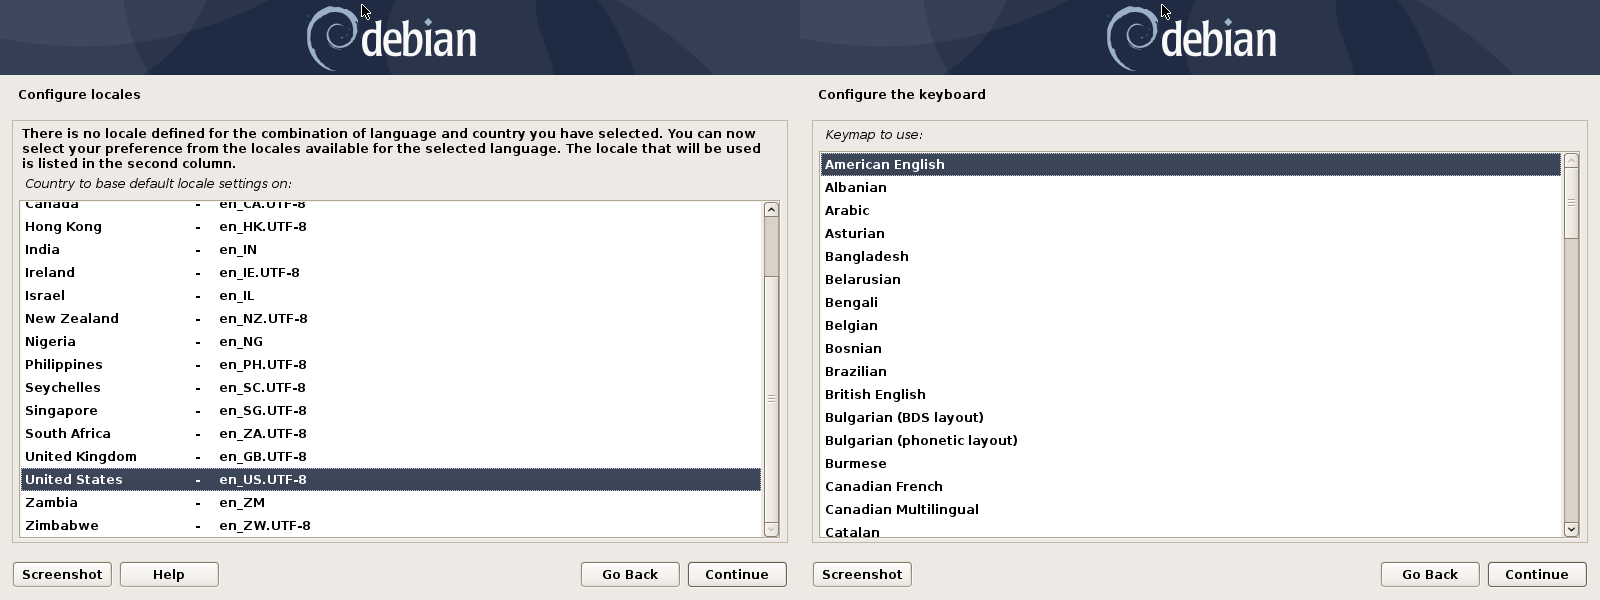 debian
Configure locales
There is no locale defined for the combination of language and country you have selected. You can now
select your preference from the locales available for the selected language. The locale that will be used
is listed in the second column.
Country to base default locale settings on:
Canada - en_CA.UTF-8
Hong Kong - en_HK.UTF-8
India - en_IN
Ireland - en_IE.UTF-8
Israel - en_IL
New Zealand - en_NZ.UTF-8
Nigeria - en_NG
Philippines - en_PH.UTF-8
Seychelles - en_SC.UTF-8
Singapore - en_SG.UTF-8
South Africa - en_ZA.UTF-8
United Kingdom - en_GB.UTF-8
United States - en_US.UTF-8
Zambia - en_ZM
Zimbabwe - en_ZW.UTF-8
Screenshot Help Go Back Continue
debian
Configure the keyboard
Keymap to use:
American English
Albanian
Arabic
Asturian
Bangladesh
Belarusian
Bengali
Belgian
Bosnian
Brazilian
British English
Bulgarian (BDS layout)
Bulgarian (phonetic layout)
Burmese
Canadian French
Canadian Multilingual
Catalan
Screenshot Go Back Continue